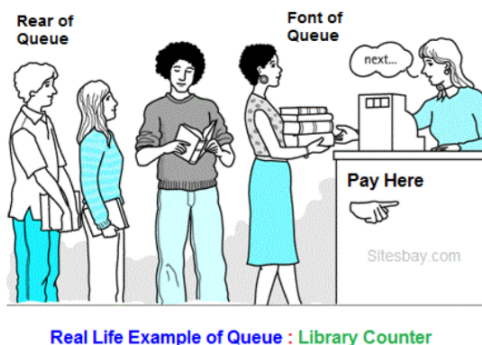 Rear of
Queue
Font of
Queue
next...
Pay Here
Sitesbay.com
Real Life Example of Queue : Library Counter